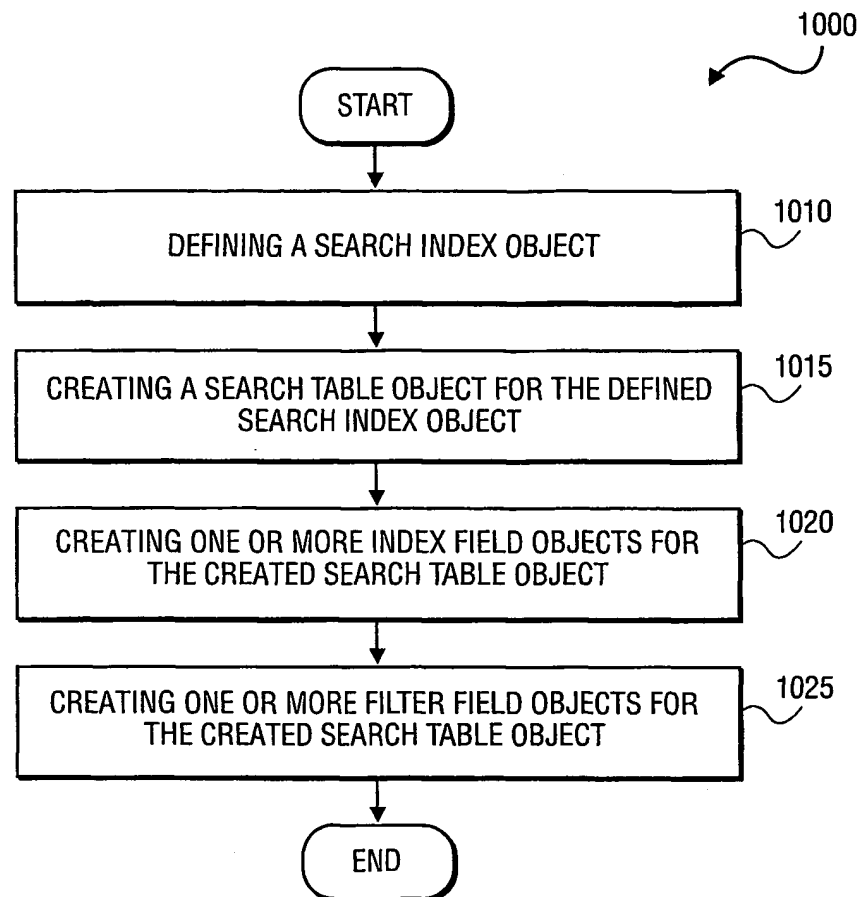 1000
START
1010
DEFINING A SEARCH INDEX OBJECT
1015
CREATING A SEARCH TABLE OBJECT FOR THE DEFINED
SEARCH INDEX OBJECT
1020
CREATING ONE OR MORE INDEX FIELD OBJECTS FOR
THE CREATED SEARCH TABLE OBJECT
1025
CREATING ONE OR MORE FILTER FIELD OBJECTS FOR
THE CREATED SEARCH TABLE OBJECT
END